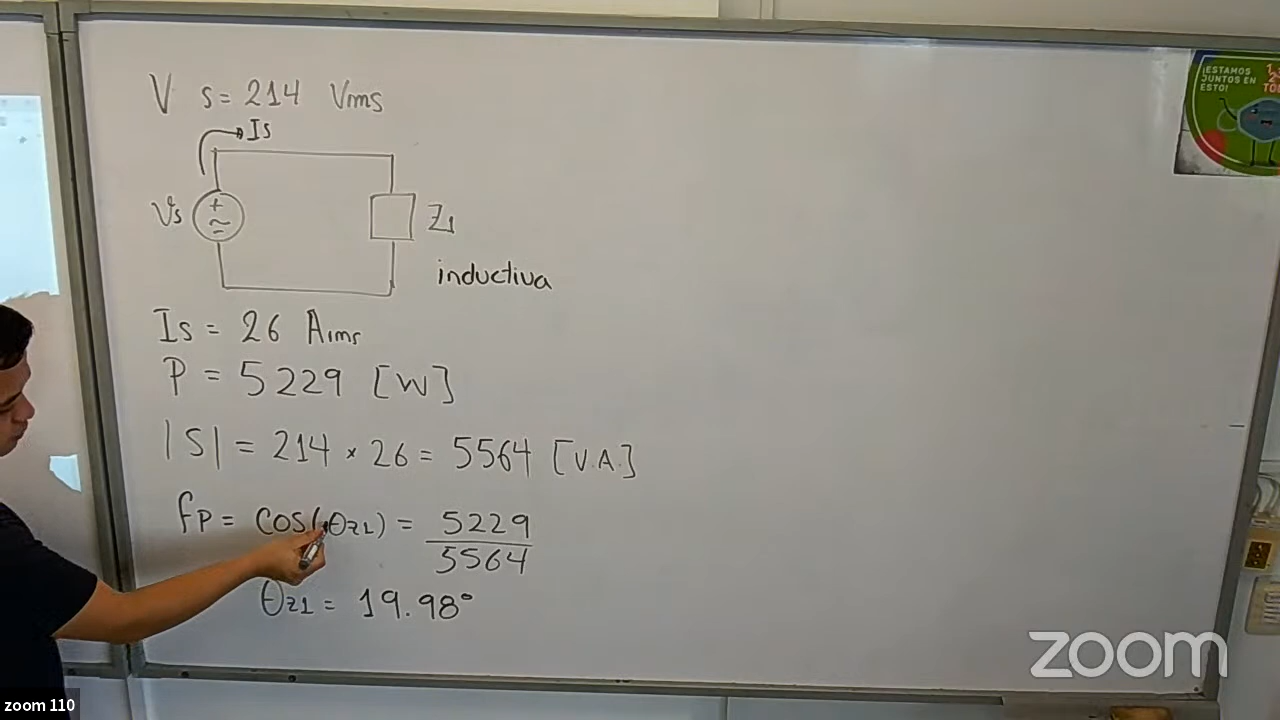 V s = 214 Vrms
Is
Vs
+
Z1
inductiva
Is = 26 Arms
P = 5229 [W]
|S| = 214 × 26 = 5564 [V.A.]
fp = cos(θz1) = 5229
5564
θz1 = 19.98°
¡ESTAMOS
JUNTOS EN
ESTO!
zoom
zoom 110